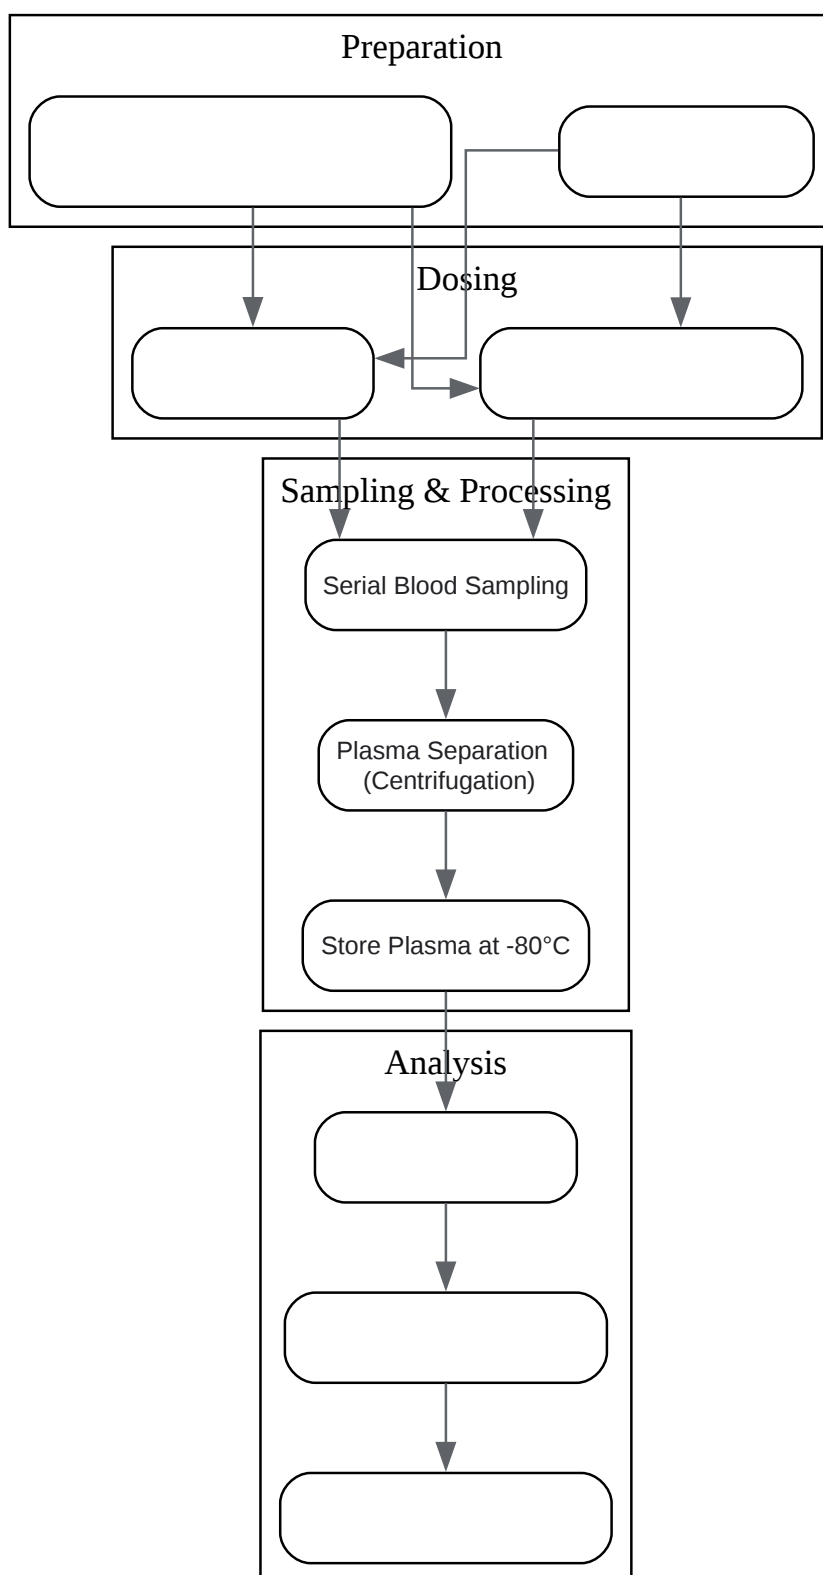 Preparation
Dosing
Sampling & Processing
Serial Blood Sampling
Plasma Separation
(Centrifugation)
Store Plasma at -80°C
Analysis